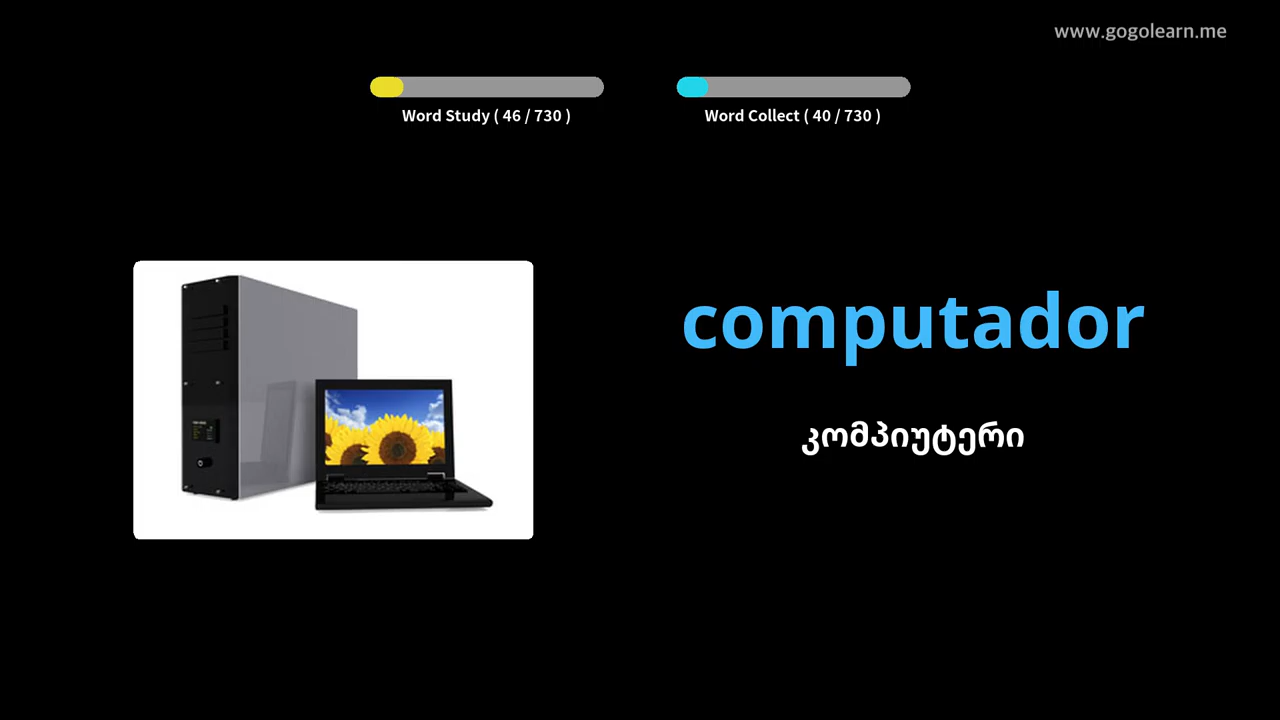 www.gogolearn.me
Word Study ( 46 / 730 )
Word Collect ( 40 / 730 )
computador
კომპიუტერი